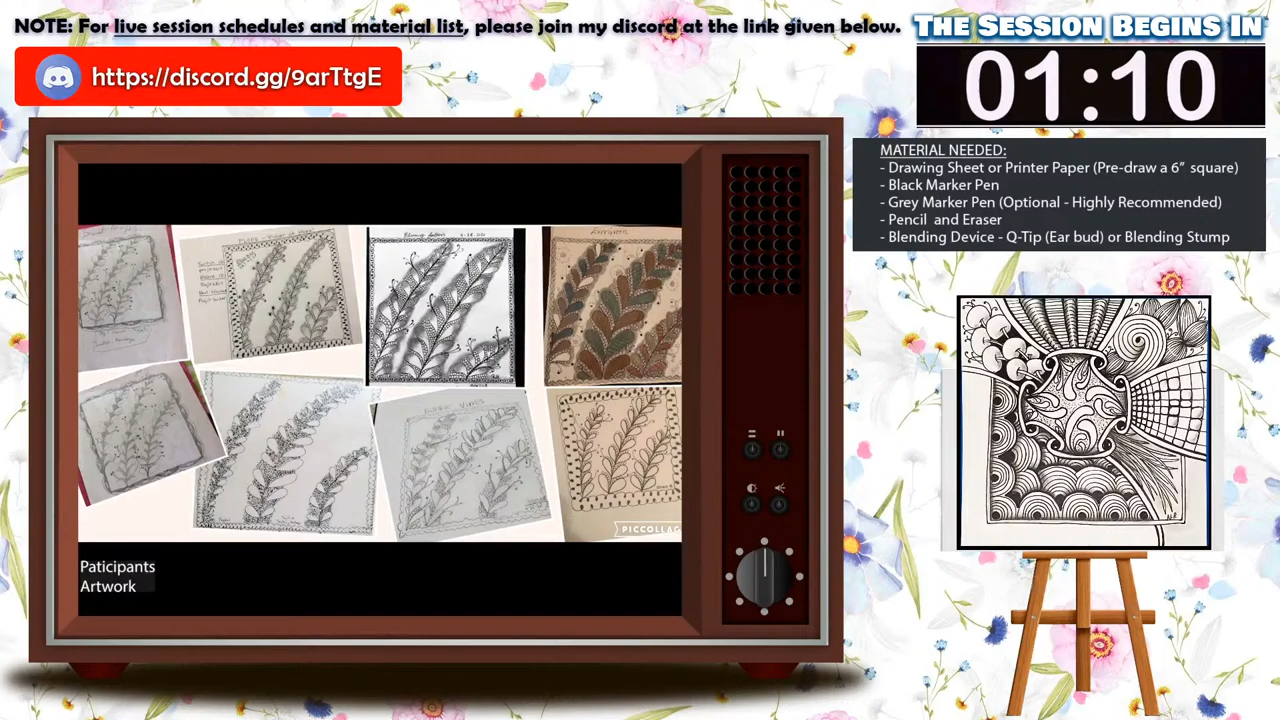 NOTE: For live session schedules and material list, please join my discord at the link given below.
THE SESSION BEGINS IN
https://discord.gg/9arTtgE
01:10
MATERIAL NEEDED:
- Drawing Sheet or Printer Paper (Pre-draw a 6” square)
- Black Marker Pen
- Grey Marker Pen (Optional - Highly Recommended)
- Pencil and Eraser
- Blending Device - Q-Tip (Ear bud) or Blending Stump
PICCOLLAG
Paticipants
Artwork